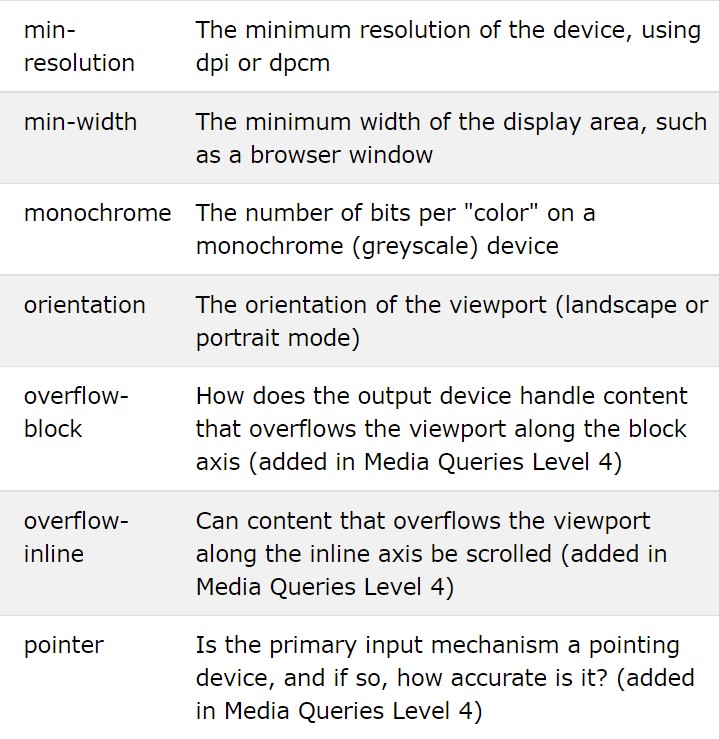 min-
resolution
The minimum resolution of the device, using
dpi or dpcm
min-width
The minimum width of the display area, such
as a browser window
monochrome
The number of bits per "color" on a
monochrome (greyscale) device
orientation
The orientation of the viewport (landscape or
portrait mode)
overflow-
block
How does the output device handle content
that overflows the viewport along the block
axis (added in Media Queries Level 4)
overflow-
inline
Can content that overflows the viewport
along the inline axis be scrolled (added in
Media Queries Level 4)
pointer
Is the primary input mechanism a pointing
device, and if so, how accurate is it? (added
in Media Queries Level 4)